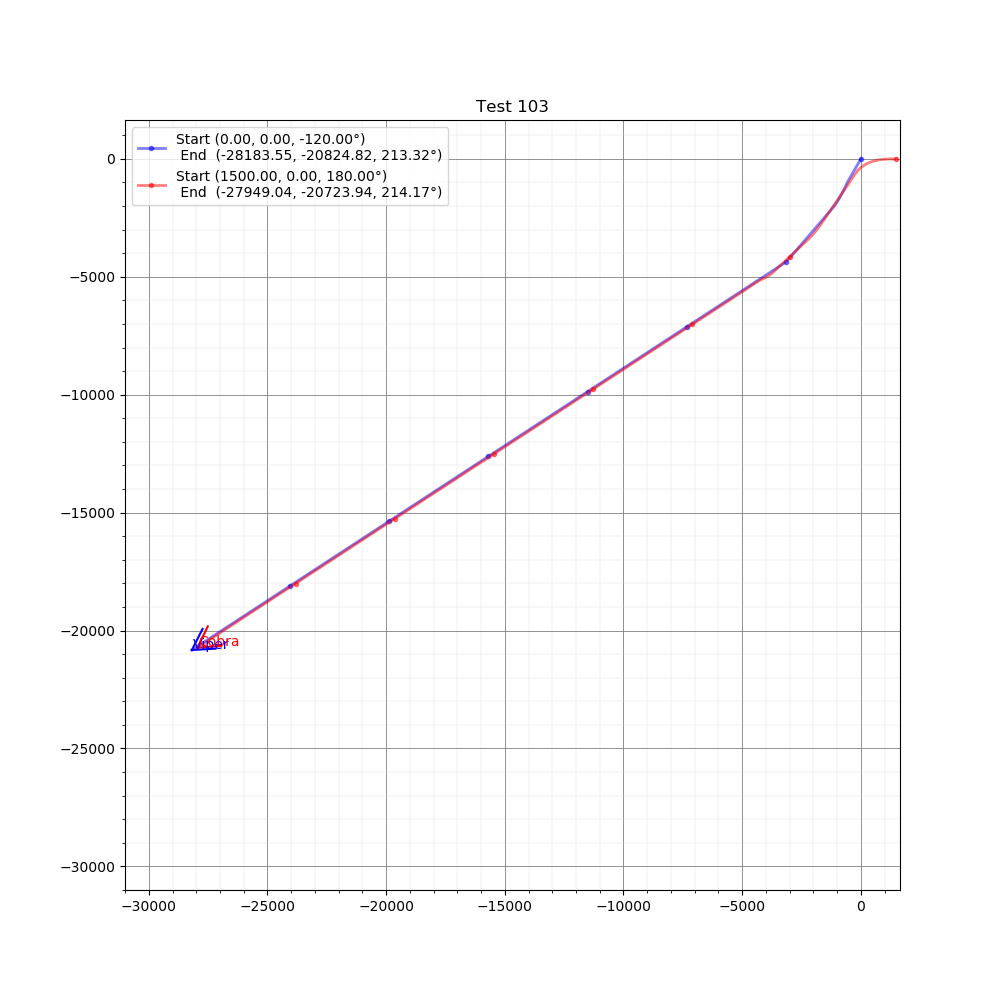 Test 103
Start (0.00, 0.00, -120.00°)
End (-28183.55, -20824.82, 213.32°)
Start (1500.00, 0.00, 180.00°)
End (-27949.04, -20723.94, 214.17°)
0
−5000
−10000
−15000
−20000
−25000
−30000
−30000 −25000 −20000 −15000 −10000 −5000 0